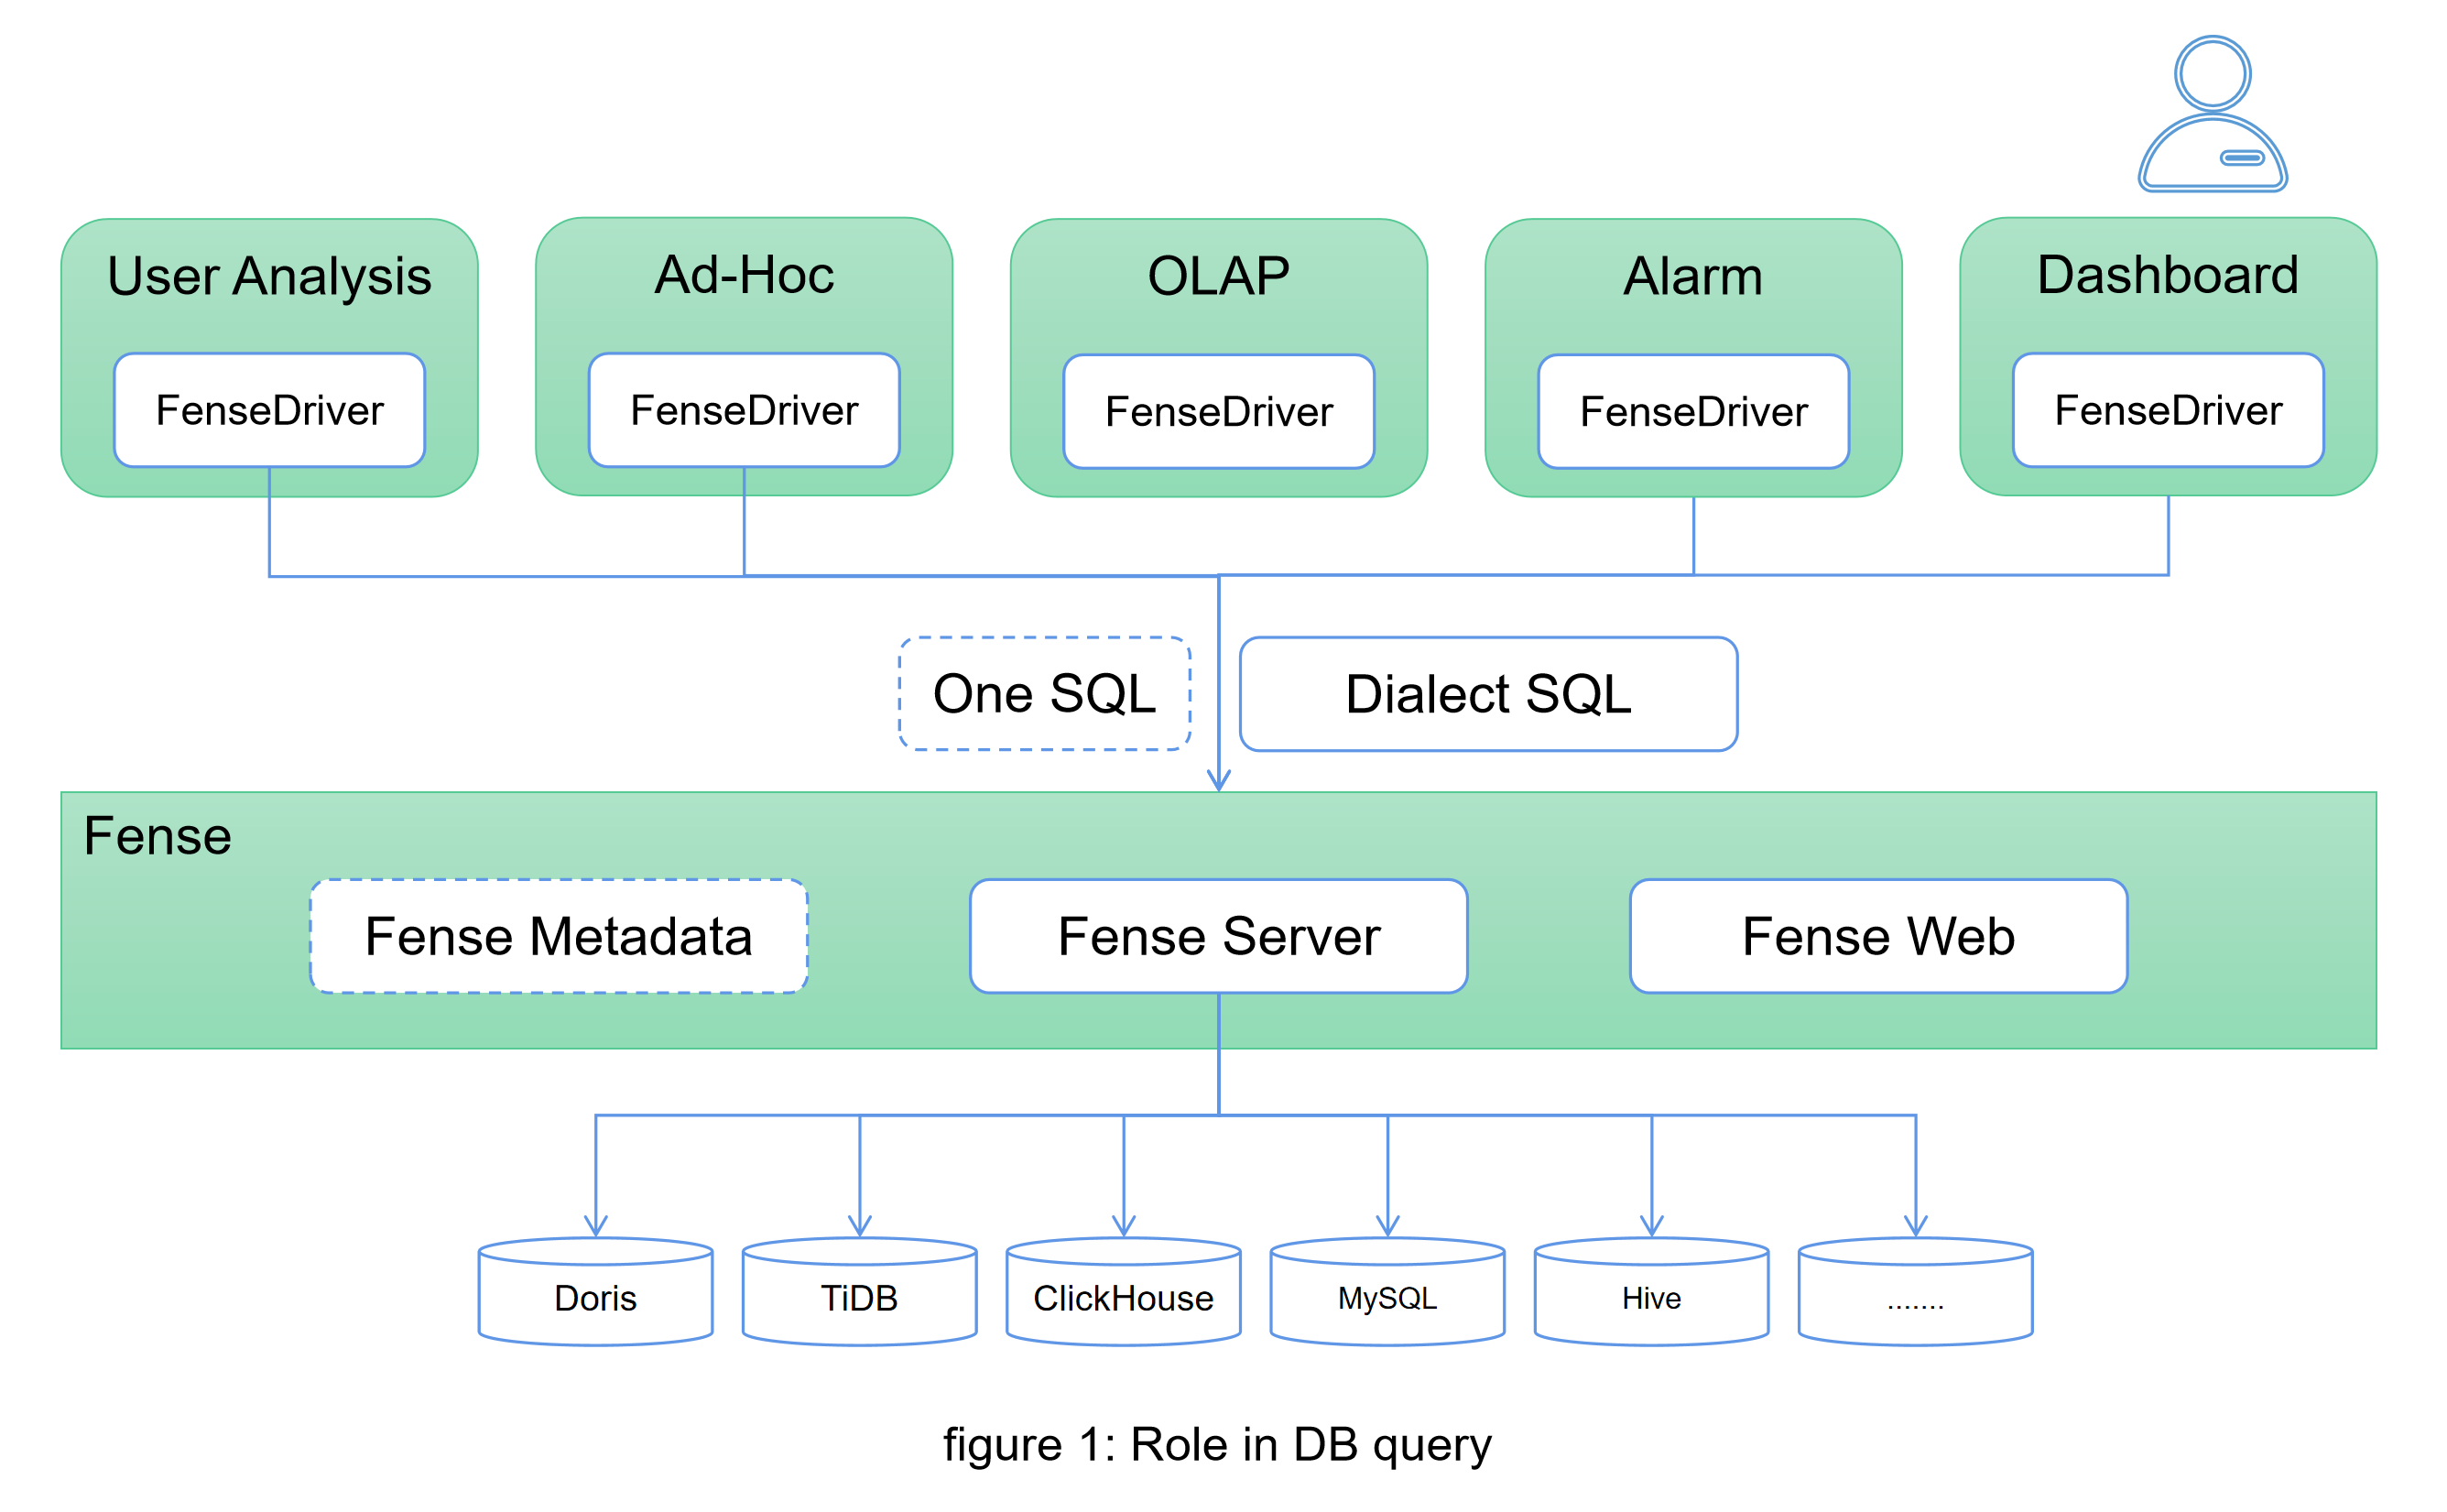 User Analysis
Ad-Hoc
OLAP
Alarm
Dashboard
FenseDriver
FenseDriver
FenseDriver
FenseDriver
FenseDriver
One SQL
Dialect SQL
Fense
Fense Metadata
Fense Server
Fense Web
Doris
TiDB
ClickHouse
MySQL
Hive
.......
figure 1: Role in DB query